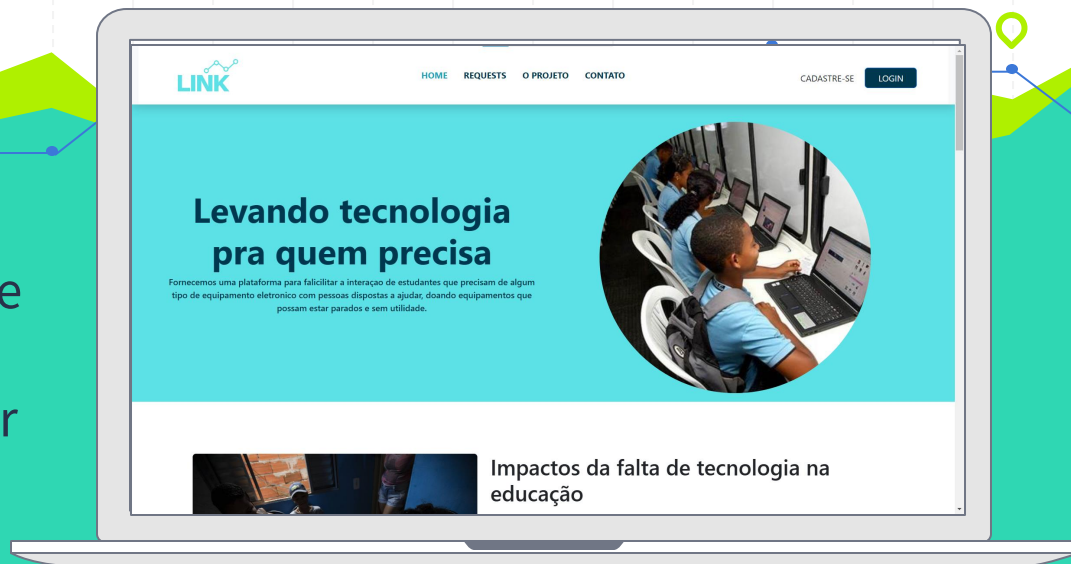 LINK
HOME REQUESTS O PROJETO CONTATO
CADASTRE-SE LOGIN
Levando tecnologia
pra quem precisa
Fornecemos uma plataforma para falicilitar a interaçao de estudantes que precisam de algum
tipo de equipamento eletronico com pessoas dispostas a ajudar, doando equipamentos que
possam estar parados e sem utilidade.
Impactos da falta de tecnologia na
educação
e
r